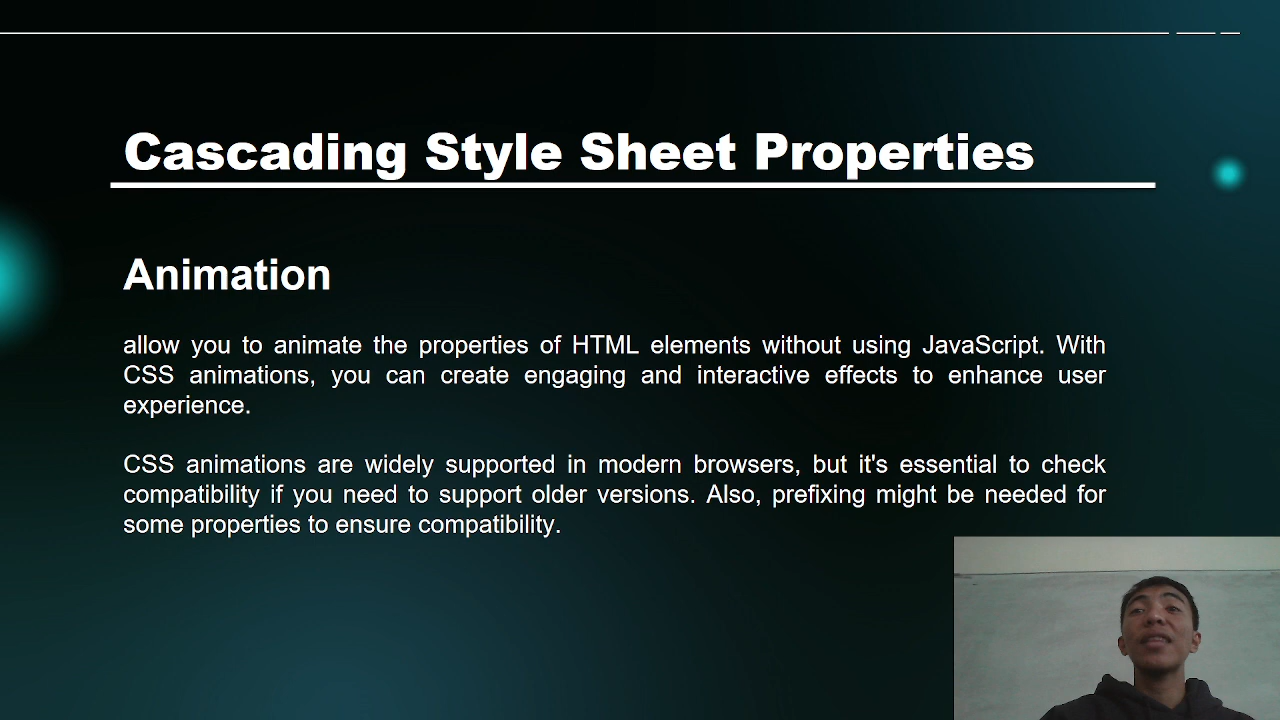 Cascading Style Sheet Properties
Animation
allow you to animate the properties of HTML elements without using JavaScript. With
CSS animations, you can create engaging and interactive effects to enhance user
experience.
CSS animations are widely supported in modern browsers, but it's essential to check
compatibility if you need to support older versions. Also, prefixing might be needed for
some properties to ensure compatibility.